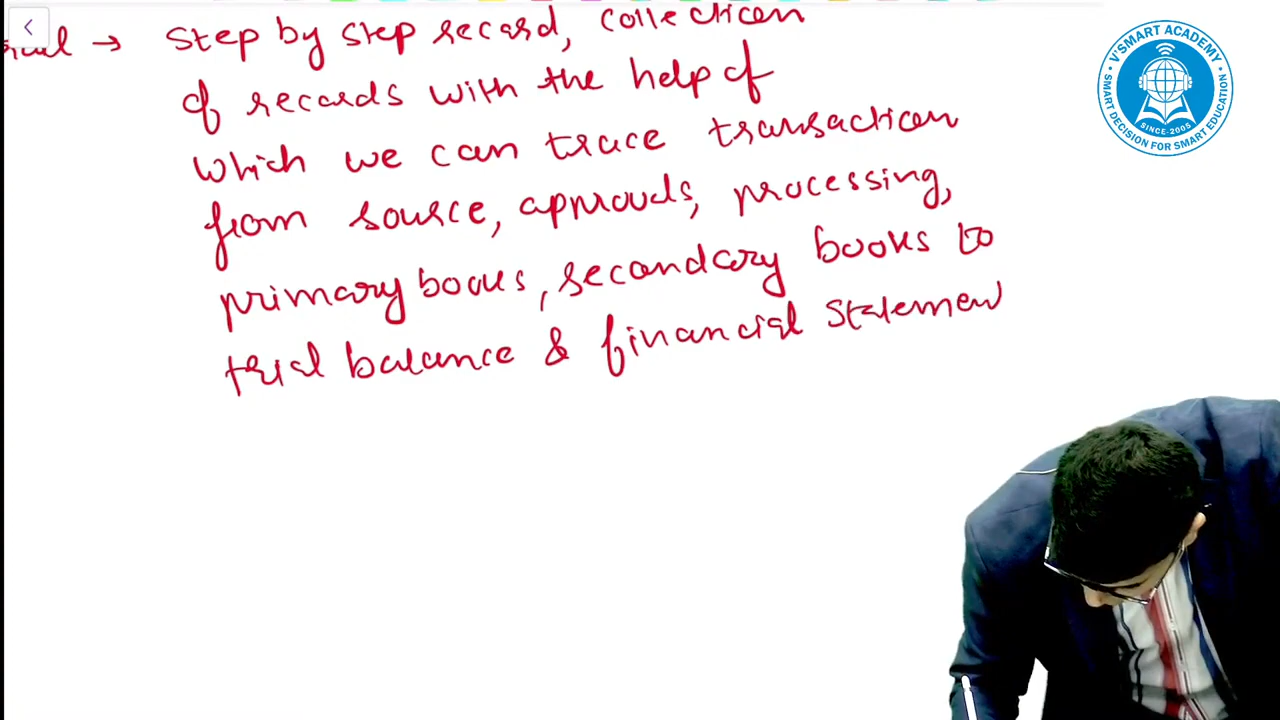 → Step by step record, collection
of records with the help of
which we can trace transaction
from source, approvals, processing,
primary books, secondary books to
trial balance & financial statement
V'SMART ACADEMY
SINCE-2005
SMART DECISION FOR SMART EDUCATION